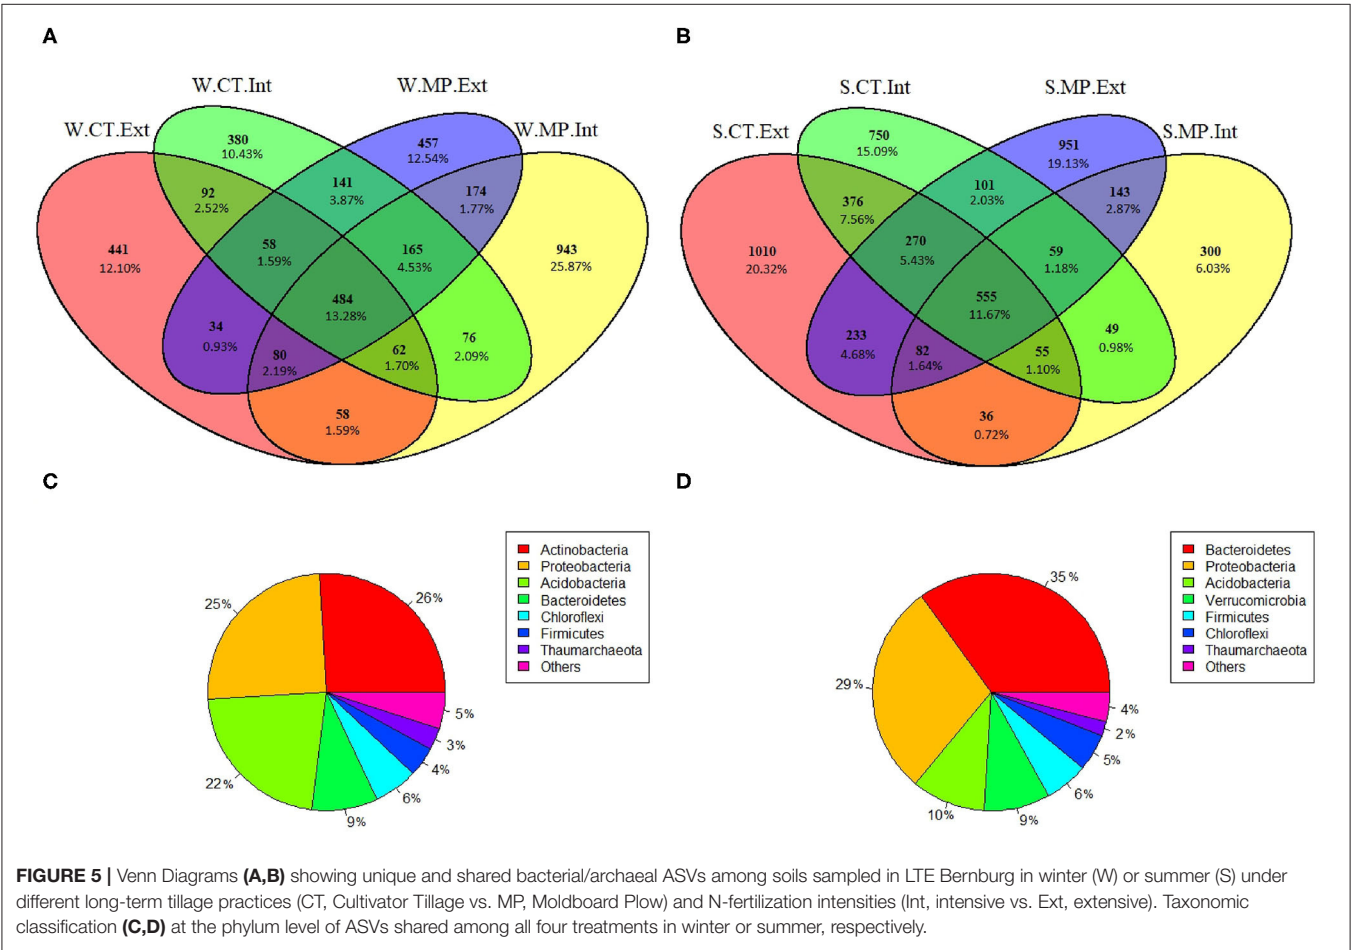 A
B
W.CT.Int
W.MP.Ext
W.CT.Ext
W.MP.Int
380
10.43%
457
12.54%
92
2.52%
141
3.87%
174
1.77%
441
12.10%
58
1.59%
165
4.53%
943
25.87%
484
13.28%
34
0.93%
76
2.09%
80
2.19%
62
1.70%
58
1.59%
S.CT.Int
S.MP.Ext
S.CT.Ext
S.MP.Int
750
15.09%
951
19.13%
376
7.56%
101
2.03%
143
2.87%
1010
20.32%
270
5.43%
59
1.18%
300
6.03%
555
11.67%
233
4.68%
49
0.98%
82
1.64%
55
1.10%
36
0.72%
C
D
Actinobacteria
Proteobacteria
Acidobacteria
Bacteroidetes
Chloroflexi
Firmicutes
Thaumarchaeota
Others
26%
25%
22%
9%
6%
4%
3%
5%
Bacteroidetes
Proteobacteria
Acidobacteria
Verrucomicrobia
Firmicutes
Chloroflexi
Thaumarchaeota
Others
35%
29%
10%
9%
6%
5%
2%
4%
FIGURE 5 | Venn Diagrams (A,B) showing unique and shared bacterial/archaeal ASVs among soils sampled in LTE Bernburg in winter (W) or summer (S) under
different long-term tillage practices (CT, Cultivator Tillage vs. MP, Moldboard Plow) and N-fertilization intensities (Int, intensive vs. Ext, extensive). Taxonomic
classification (C,D) at the phylum level of ASVs shared among all four treatments in winter or summer, respectively.